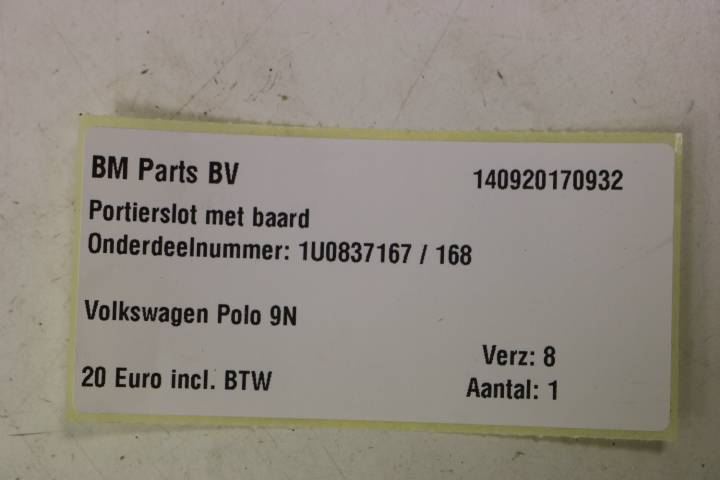 BM Parts BV 140920170932
Portierslot met baard
Onderdeelnummer: 1U0837167 / 168
Volkswagen Polo 9N
Verz: 8
20 Euro incl. BTW Aantal: 1